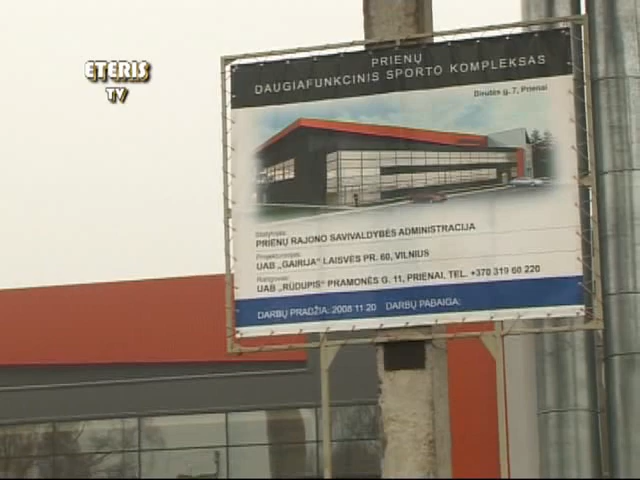 ETERIS
TV
PRIENŲ
DAUGIAFUNKCINIS SPORTO KOMPLEKSAS
Birutės g. 7, Prienai
Statytojas:
PRIENŲ RAJONO SAVIVALDYBĖS ADMINISTRACIJA
Projektuotojas:
UAB „GAIRIJA" LAISVĖS PR. 60, VILNIUS
Rangovas:
UAB „RŪDUPIS" PRAMONĖS G. 11, PRIENAI, TEL. +370 319 60 220
DARBŲ PRADŽIA: 2008 11 20 DARBŲ PABAIGA: